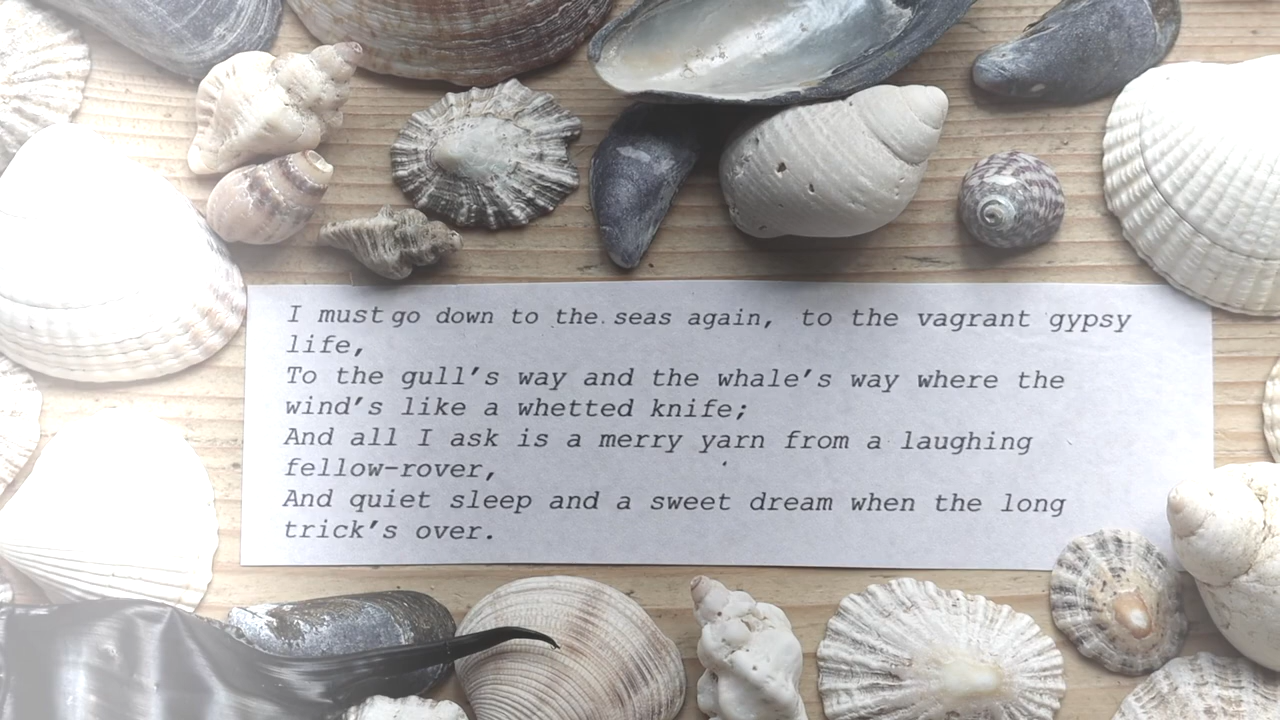 I must go down to the seas again, to the vagrant gypsy
life,
To the gull's way and the whale's way where the
wind's like a whetted knife;
And all I ask is a merry yarn from a laughing
fellow-rover,
And quiet sleep and a sweet dream when the long
trick's over.